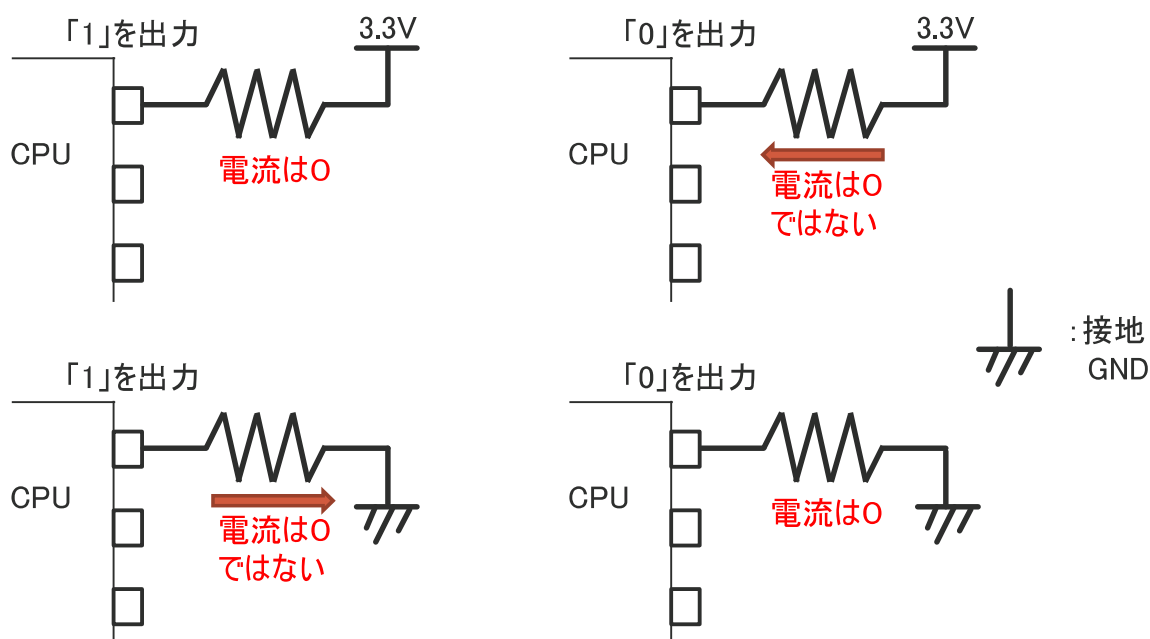 「1」を出力
3.3V
CPU
電流は0
「0」を出力
3.3V
CPU
電流は0
ではない
:接地
GND
「1」を出力
CPU
電流は0
ではない
「0」を出力
CPU
電流は0